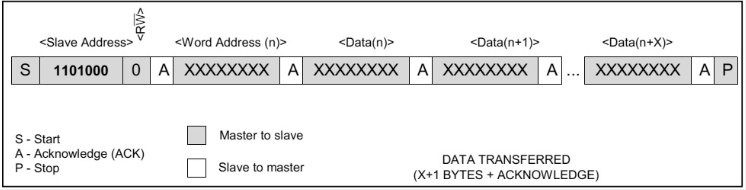 <Slave Address> <RW> <Word Address (n)> <Data(n)> <Data(n+1)> <Data(n+X)>
S 1101000 0 A XXXXXXXX A XXXXXXXX A XXXXXXXX A ... XXXXXXXX A P
S - Start
A - Acknowledge (ACK)
P - Stop
Master to slave
Slave to master
DATA TRANSFERRED
(X+1 BYTES + ACKNOWLEDGE)